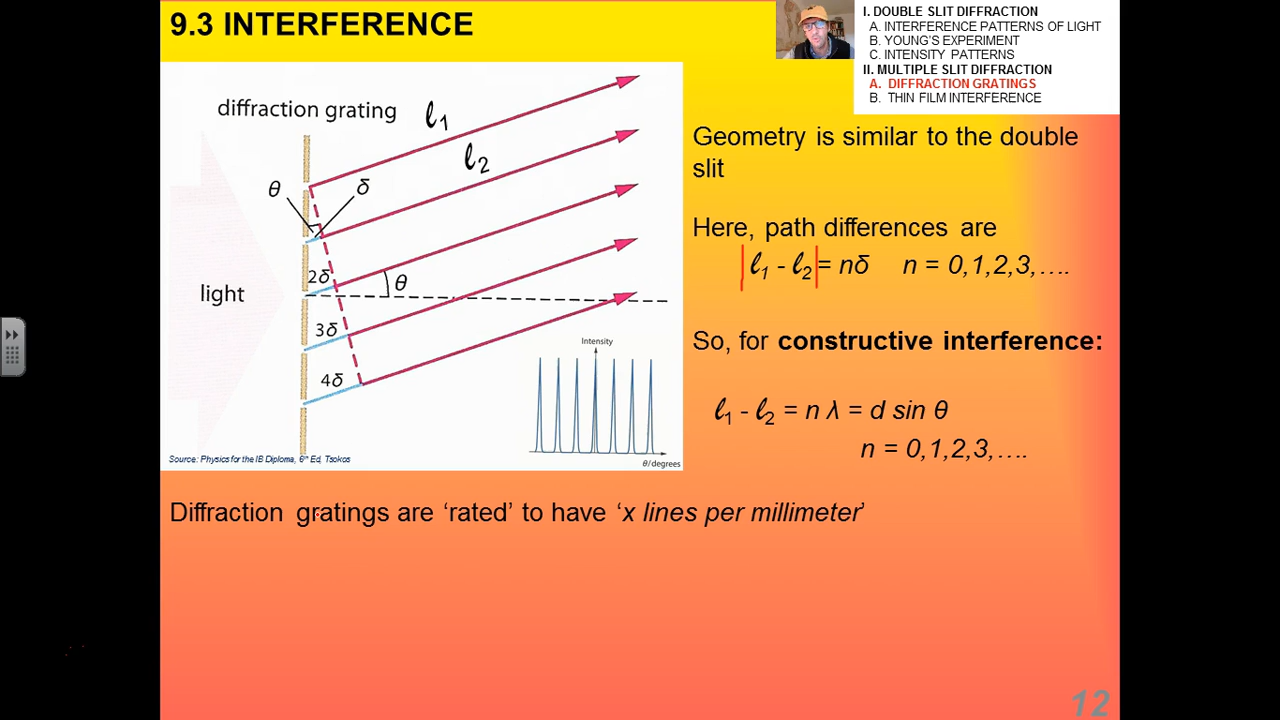 9.3 INTERFERENCE
I. DOUBLE SLIT DIFFRACTION
A. INTERFERENCE PATTERNS OF LIGHT
B. YOUNG'S EXPERIMENT
C. INTENSITY PATTERNS
II. MULTIPLE SLIT DIFFRACTION
A. DIFFRACTION GRATINGS
B. THIN FILM INTERFERENCE
diffraction grating
ℓ1
ℓ2
θ
δ
2δ
θ
light
3δ
4δ
Intensity
θ/degrees
Source: Physics for the IB Diploma, 6th Ed, Tsokos
Geometry is similar to the double
slit
Here, path differences are
|ℓ1 - ℓ2| = nδ n = 0,1,2,3,….
So, for constructive interference:
ℓ1 - ℓ2 = n λ = d sin θ
n = 0,1,2,3,….
Diffraction gratings are ‘rated’ to have ‘x lines per millimeter’
12